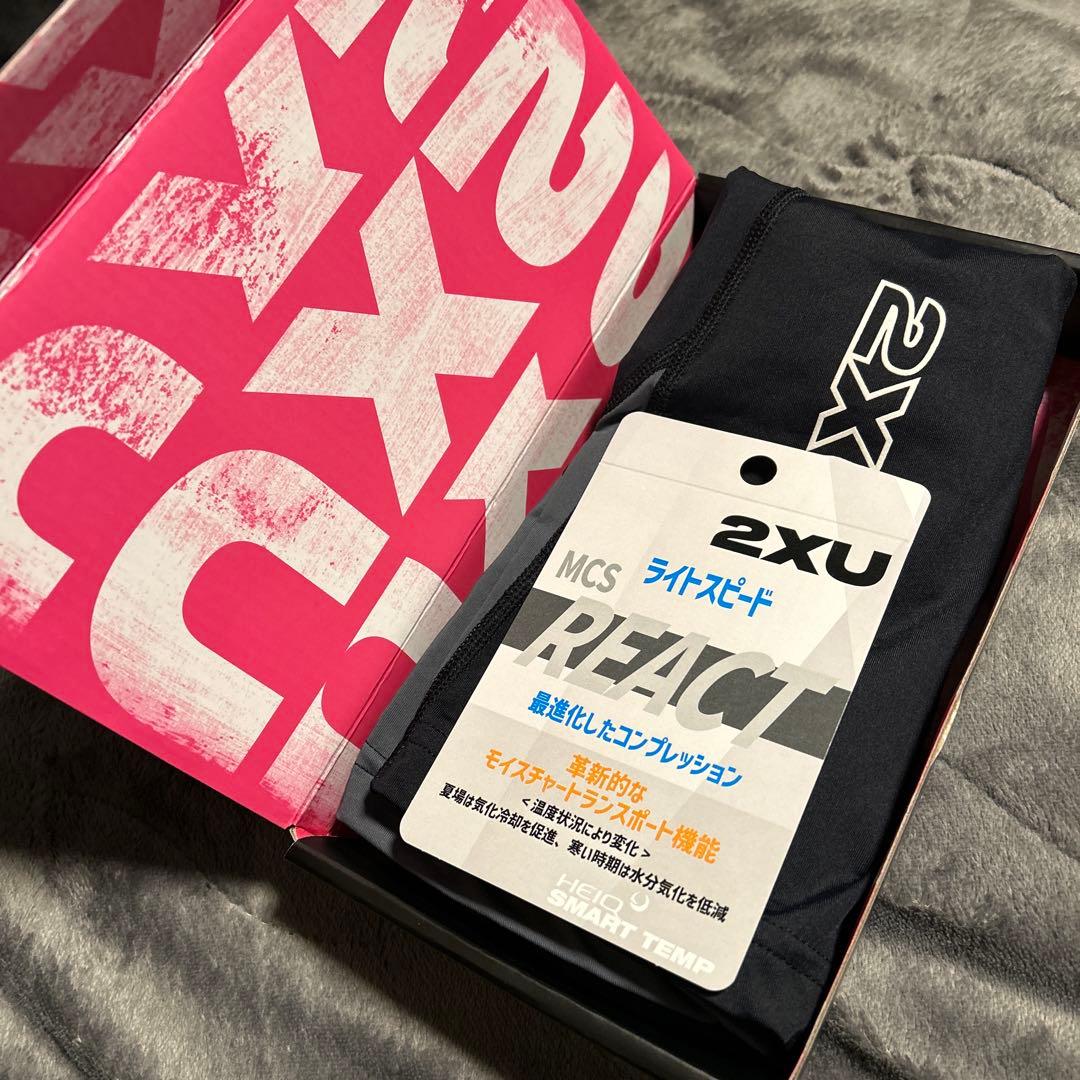 2X
2XU
MCS
ライトスピード
REACT
最進化したコンプレッション
革新的な
モイスチャートランスポート機能
<温度状況により変化>
夏場は気化冷却を促進、寒い時期は水分気化を低減
HEIQ
SMART TEMP